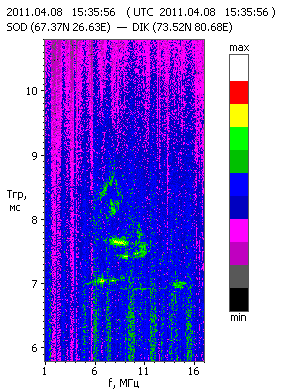 2011.04.08 15:35:56 (UTC 2011.04.08 15:35:56)
SOD (67.37N 26.63E) — DIK (73.52N 80.68E)
max
10
9
Tгр,
мс
8
7
6
min
1 6 11 16
f, МГц